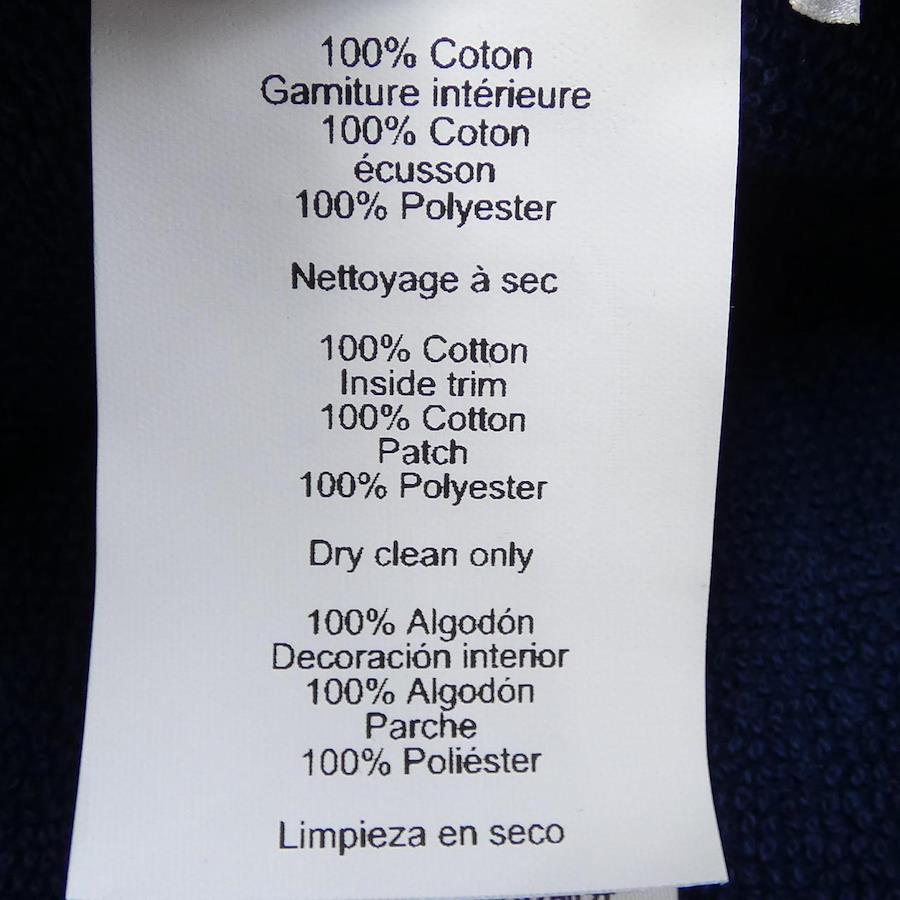 100% Coton
Garniture intérieure
100% Coton
écusson
100% Polyester
Nettoyage à sec
100% Cotton
Inside trim
100% Cotton
Patch
100% Polyester
Dry clean only
100% Algodón
Decoración interior
100% Algodón
Parche
100% Poliéster
Limpieza en seco